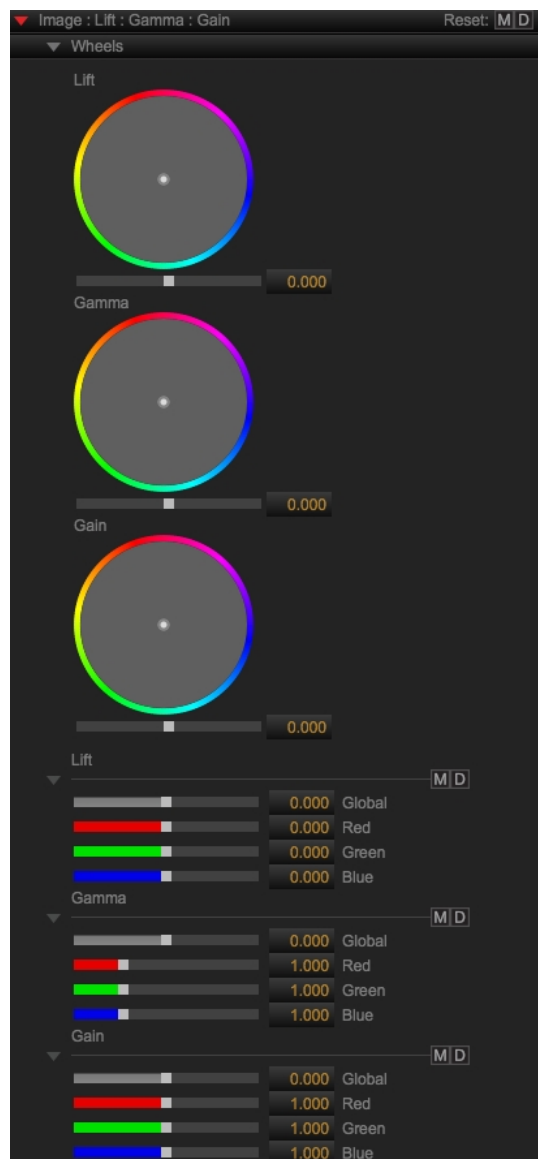 Image : Lift : Gamma : Gain Reset: M D
Wheels
Lift
0.000
Gamma
0.000
Gain
0.000
Lift
M D
0.000 Global
0.000 Red
0.000 Green
0.000 Blue
Gamma
M D
0.000 Global
1.000 Red
1.000 Green
1.000 Blue
Gain
M D
0.000 Global
1.000 Red
1.000 Green
1.000 Blue